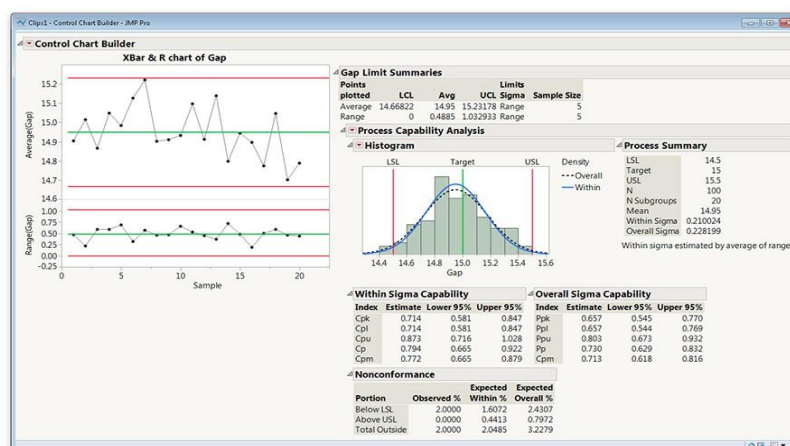 Clips1 - Control Chart Builder - JMP Pro
Control Chart Builder
XBar & R chart of Gap
Average(Gap)
15.2
15.1
15.0
14.9
14.8
14.7
14.6
Range(Gap)
1.00
0.75
0.50
0.25
0.00
-0.25
0 5 10 15 20
Sample
Gap Limit Summaries
Points Limits
plotted LCL Avg UCL Sigma Sample Size
Average 14.66822 14.95 15.23178 Range 5
Range 0 0.4885 1.032933 Range 5
Process Capability Analysis
Histogram
LSL Target USL
Density
Overall
Within
14.4 14.6 14.8 15.0 15.2 15.4 15.6
Gap
Process Summary
LSL 14.5
Target 15
USL 15.5
N 100
N Subgroups 20
Mean 14.95
Within Sigma 0.210024
Overall Sigma 0.228199
Within sigma estimated by average of range
Within Sigma Capability
Index Estimate Lower 95% Upper 95%
Cpk 0.714 0.581 0.847
Cpl 0.714 0.581 0.847
Cpu 0.873 0.716 1.028
Cp 0.794 0.665 0.922
Cpm 0.772 0.665 0.879
Overall Sigma Capability
Index Estimate Lower 95% Upper 95%
Ppk 0.657 0.545 0.770
Ppl 0.657 0.544 0.769
Ppu 0.803 0.673 0.932
Pp 0.730 0.629 0.832
Cpm 0.713 0.618 0.816
Nonconformance
Expected Expected
Portion Observed % Within % Overall %
Below LSL 2.0000 1.6072 2.4307
Above USL 0.0000 0.4413 0.7972
Total Outside 2.0000 2.0485 3.2279